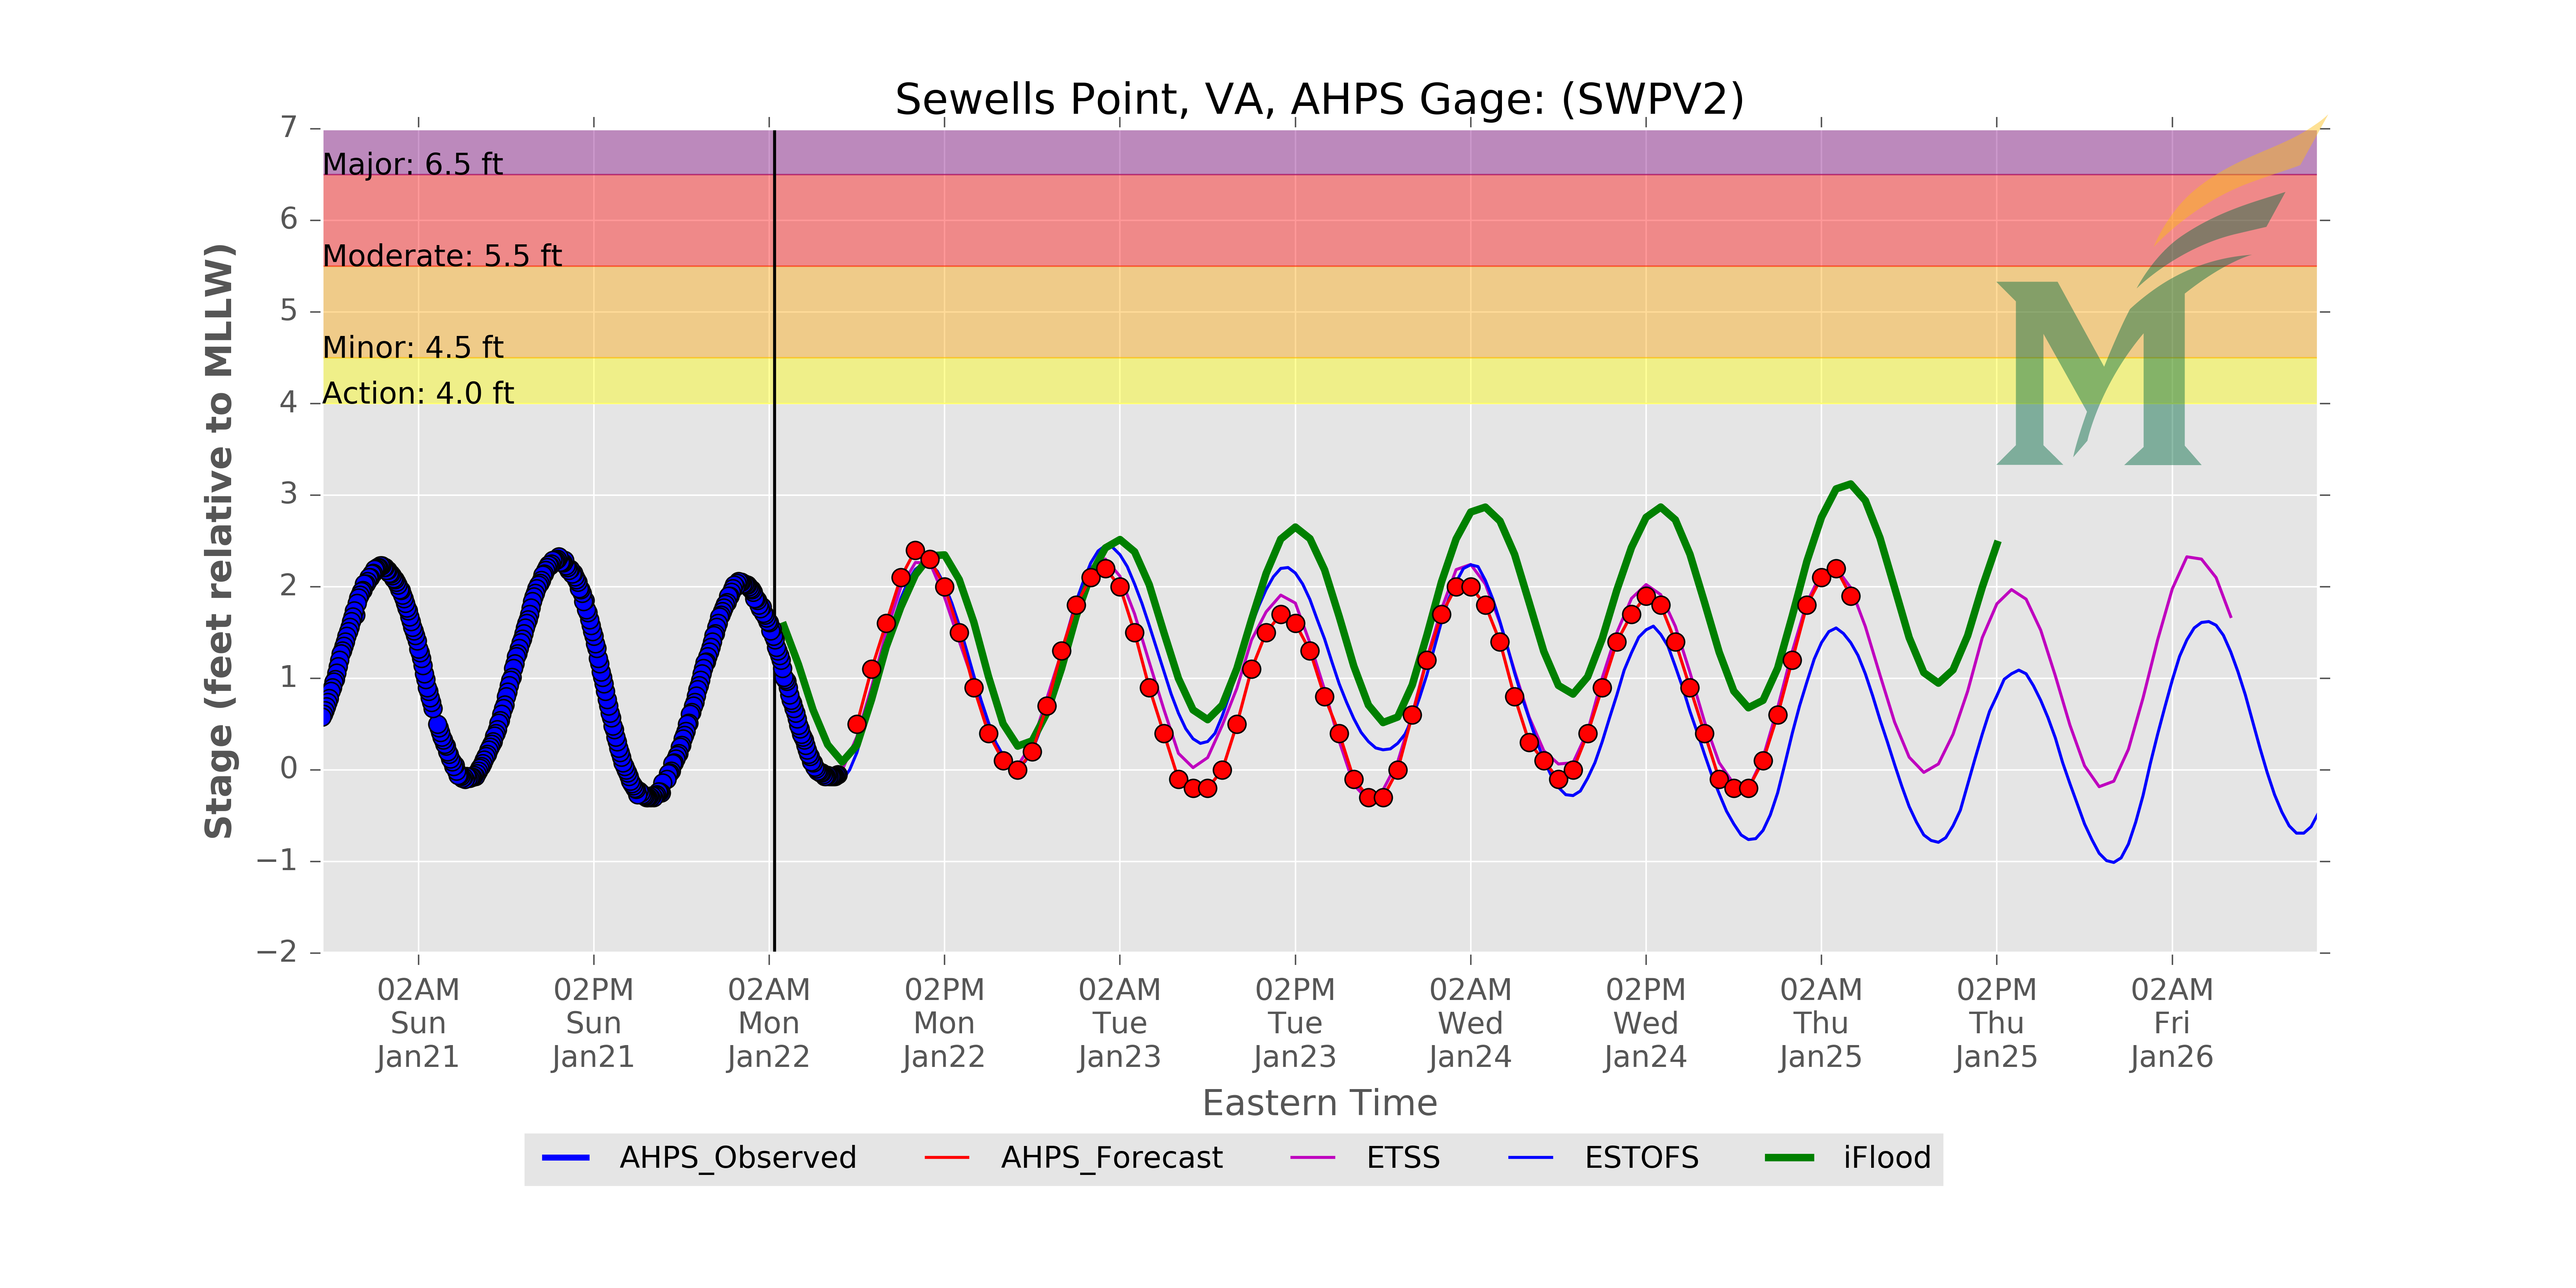 Sewells Point, VA, AHPS Gage: (SWPV2)
7
6
5
4
3
2
1
0
−1
−2
Stage (feet relative to MLLW)
Major: 6.5 ft
Moderate: 5.5 ft
Minor: 4.5 ft
Action: 4.0 ft
M
02AM
Sun
Jan21
02PM
Sun
Jan21
02AM
Mon
Jan22
02PM
Mon
Jan22
02AM
Tue
Jan23
02PM
Tue
Jan23
02AM
Wed
Jan24
02PM
Wed
Jan24
02AM
Thu
Jan25
02PM
Thu
Jan25
02AM
Fri
Jan26
Eastern Time
AHPS_Observed AHPS_Forecast ETSS ESTOFS iFlood